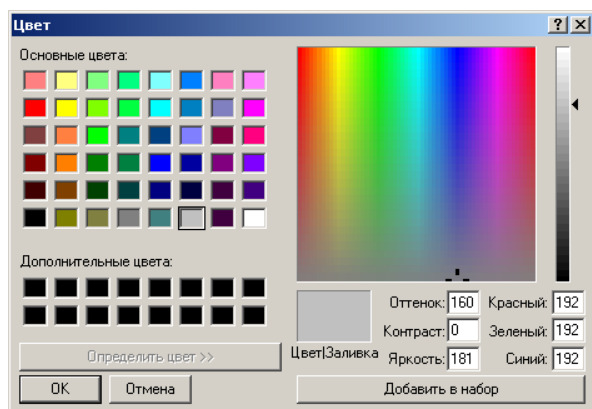 Цвет
Основные цвета:
Дополнительные цвета:
Определить цвет >>
OK Отмена
Цвет|Заливка
Оттенок: 160 Красный: 192
Контраст: 0 Зеленый: 192
Яркость: 181 Синий: 192
Добавить в набор